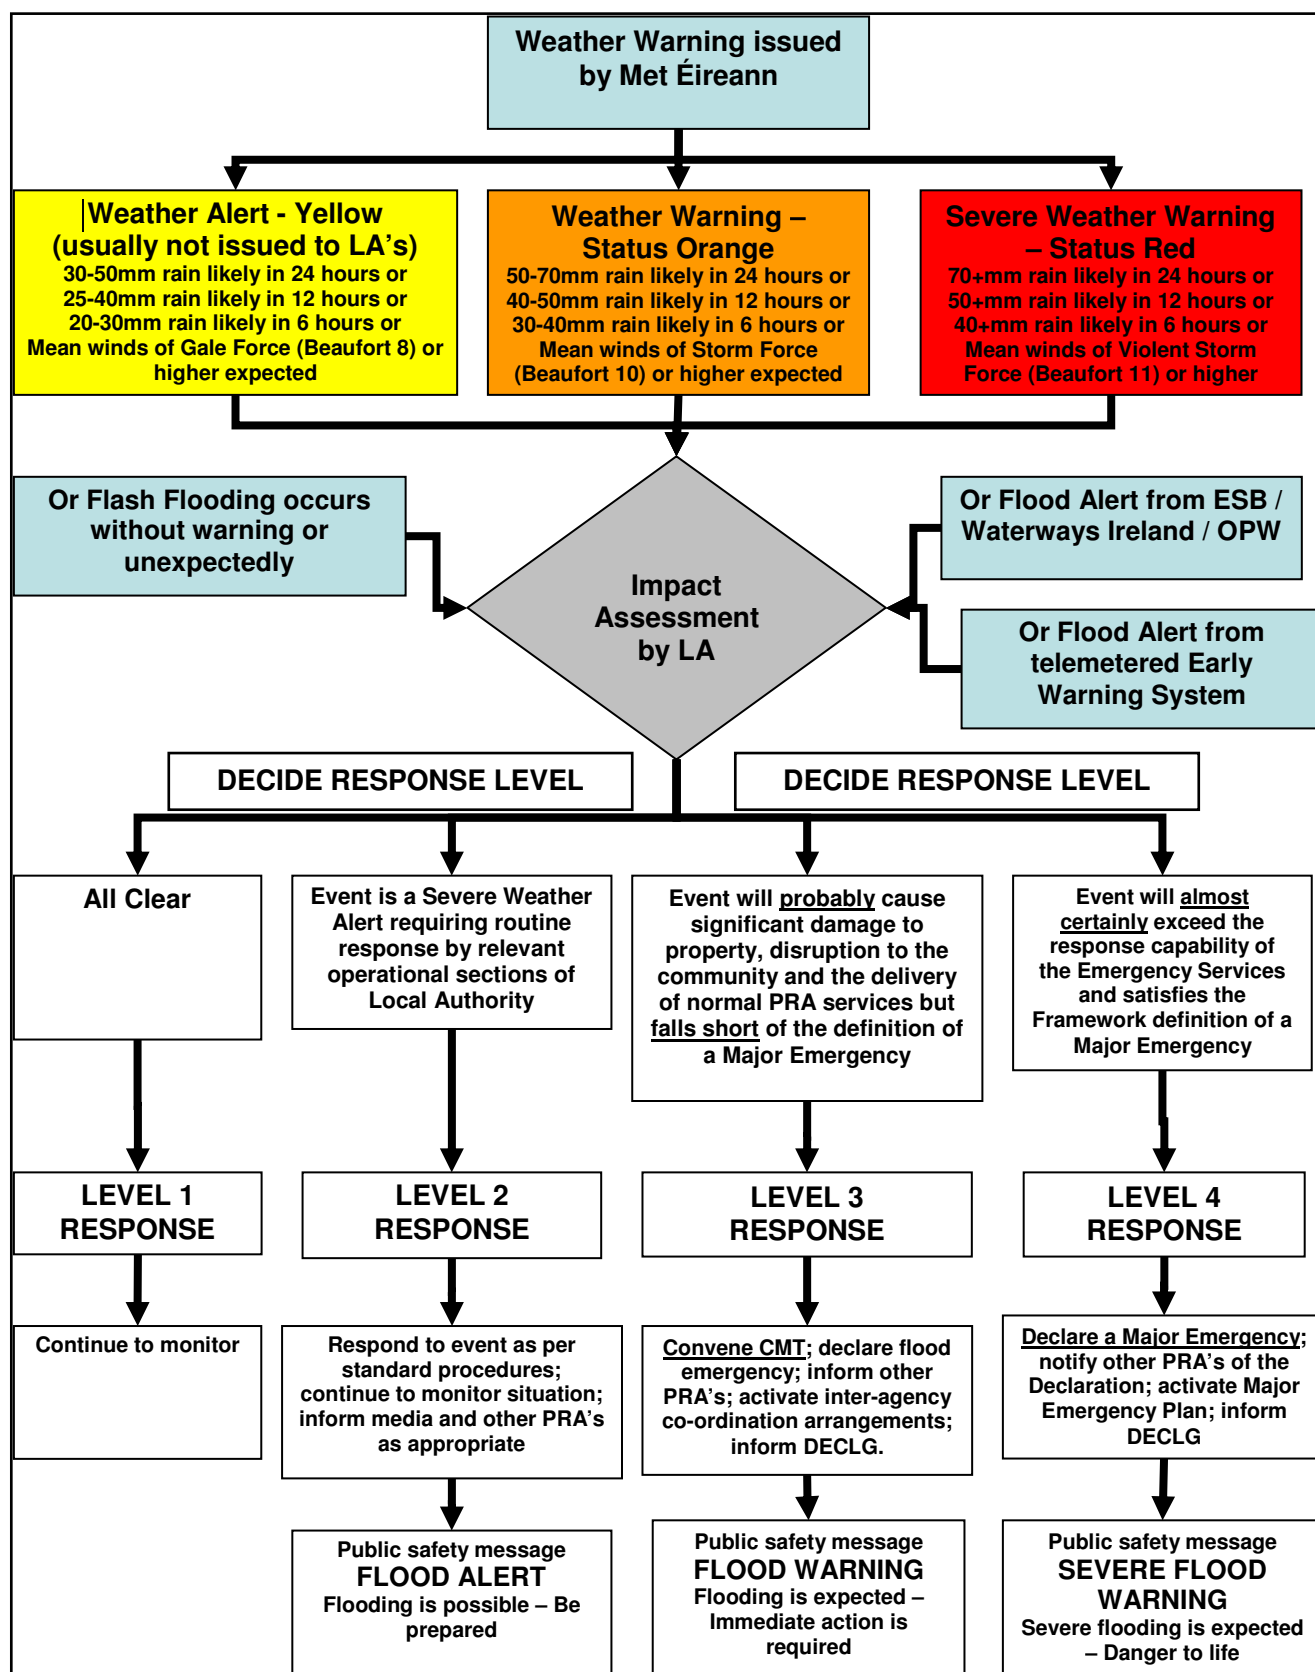 Weather Warning issued
by Met Éireann
Weather Alert - Yellow
(usually not issued to LA's)
30-50mm rain likely in 24 hours or
25-40mm rain likely in 12 hours or
20-30mm rain likely in 6 hours or
Mean winds of Gale Force (Beaufort 8) or
higher expected
Weather Warning –
Status Orange
50-70mm rain likely in 24 hours or
40-50mm rain likely in 12 hours or
30-40mm rain likely in 6 hours or
Mean winds of Storm Force
(Beaufort 10) or higher expected
Severe Weather Warning
– Status Red
70+mm rain likely in 24 hours or
50+mm rain likely in 12 hours or
40+mm rain likely in 6 hours or
Mean winds of Violent Storm
Force (Beaufort 11) or higher
Or Flash Flooding occurs
without warning or
unexpectedly
Or Flood Alert from ESB /
Waterways Ireland / OPW
Impact
Assessment
by LA
Or Flood Alert from
telemetered Early
Warning System
DECIDE RESPONSE LEVEL
DECIDE RESPONSE LEVEL
All Clear
Event is a Severe Weather
Alert requiring routine
response by relevant
operational sections of
Local Authority
Event will probably cause
significant damage to
property, disruption to the
community and the delivery
of normal PRA services but
falls short of the definition of
a Major Emergency
Event will almost
certainly exceed the
response capability of
the Emergency Services
and satisfies the
Framework definition of a
Major Emergency
LEVEL 1
RESPONSE
LEVEL 2
RESPONSE
LEVEL 3
RESPONSE
LEVEL 4
RESPONSE
Continue to monitor
Respond to event as per
standard procedures;
continue to monitor situation;
inform media and other PRA's
as appropriate
Convene CMT; declare flood
emergency; inform other
PRA's; activate inter-agency
co-ordination arrangements;
inform DECLG.
Declare a Major Emergency;
notify other PRA's of the
Declaration; activate Major
Emergency Plan; inform
DECLG
Public safety message
FLOOD ALERT
Flooding is possible – Be
prepared
Public safety message
FLOOD WARNING
Flooding is expected –
Immediate action is
required
Public safety message
SEVERE FLOOD
WARNING
Severe flooding is expected
– Danger to life